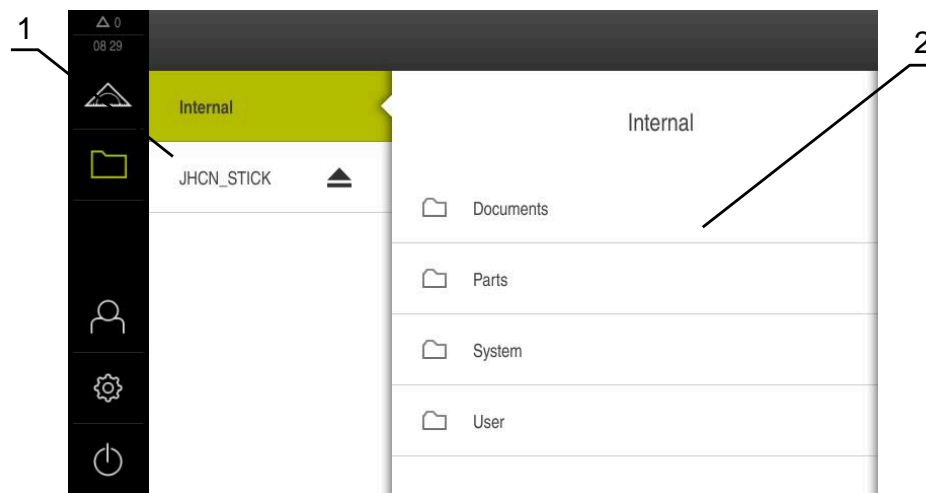 1
2
0
08 29
Internal
JHCN_STICK
Internal
Documents
Parts
System
User